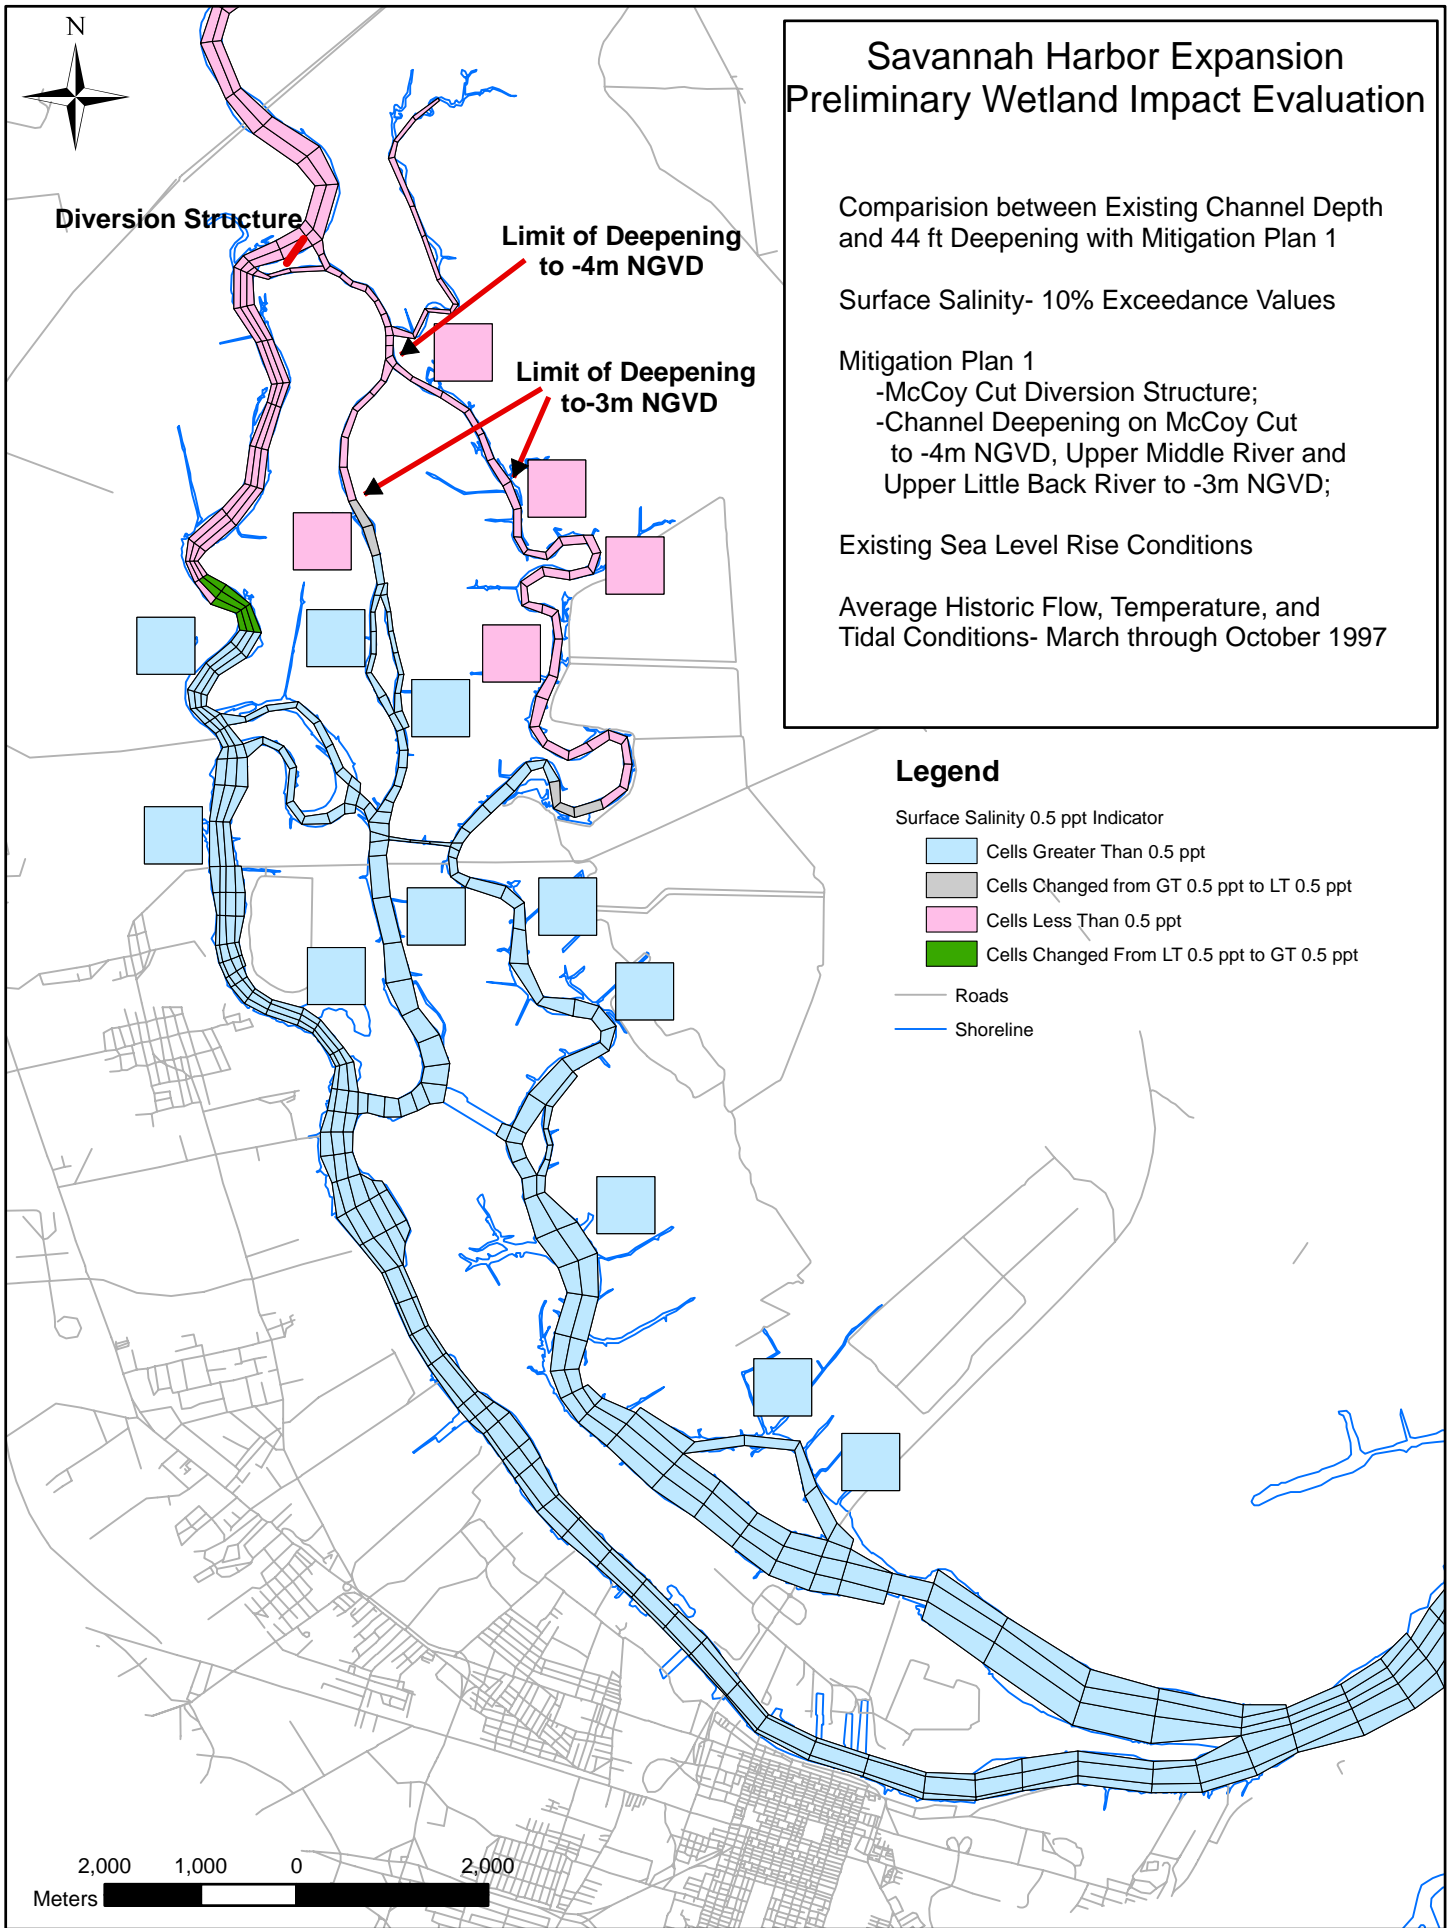 N
Savannah Harbor Expansion
Preliminary Wetland Impact Evaluation
Comparision between Existing Channel Depth
and 44 ft Deepening with Mitigation Plan 1
Surface Salinity- 10% Exceedance Values
Mitigation Plan 1
-McCoy Cut Diversion Structure;
-Channel Deepening on McCoy Cut
to -4m NGVD, Upper Middle River and
Upper Little Back River to -3m NGVD;
Existing Sea Level Rise Conditions
Average Historic Flow, Temperature, and
Tidal Conditions- March through October 1997
Diversion Structure
Limit of Deepening
to -4m NGVD
Limit of Deepening
to-3m NGVD
Legend
Surface Salinity 0.5 ppt Indicator
Cells Greater Than 0.5 ppt
Cells Changed from GT 0.5 ppt to LT 0.5 ppt
Cells Less Than 0.5 ppt
Cells Changed From LT 0.5 ppt to GT 0.5 ppt
Roads
Shoreline
2,000 1,000 0 2,000
Meters